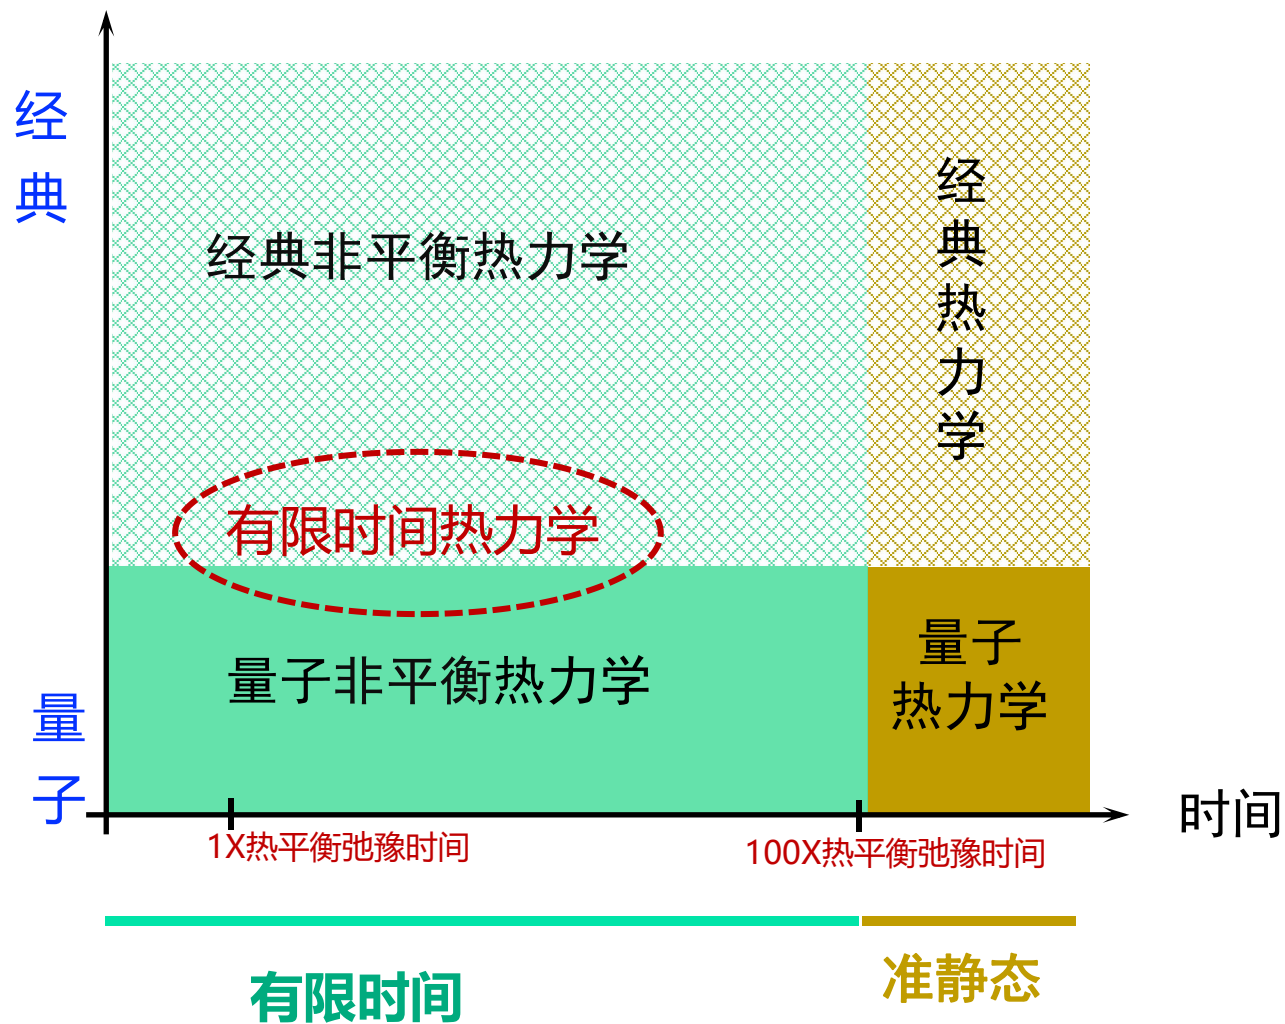 经典
经典非平衡热力学
经典热力学
有限时间热力学
量子非平衡热力学
量子
热力学
量子
时间
1X热平衡弛豫时间
100X热平衡弛豫时间
有限时间
准静态